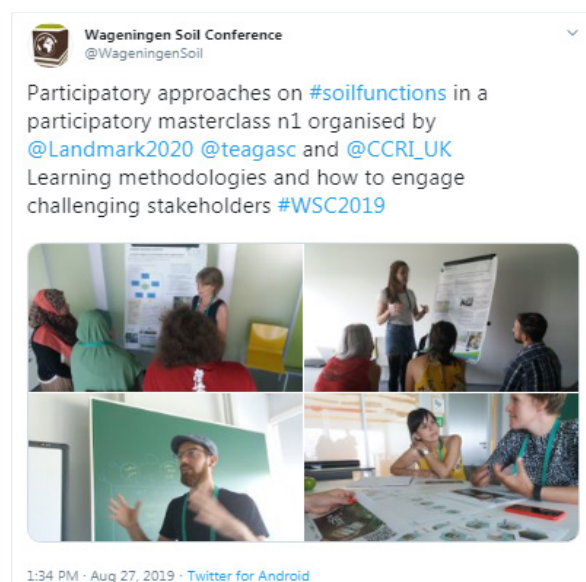 Wageningen Soil Conference
@WageningenSoil
Participatory approaches on #soilfunctions in a
participatory masterclass n1 organised by
@Landmark2020 @teagasc and @CCRI_UK
Learning methodologies and how to engage
challenging stakeholders #WSC2019
1:34 PM · Aug 27, 2019 · Twitter for Android